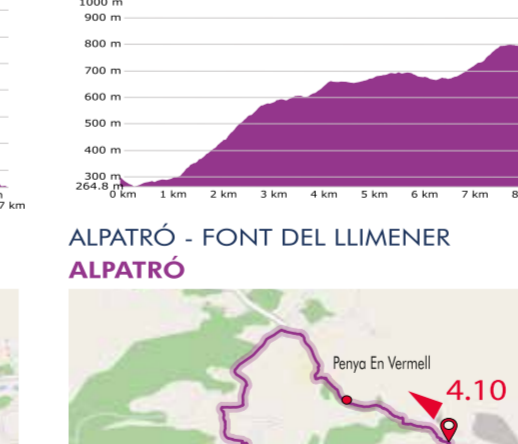 1000 m
900 m
800 m
700 m
600 m
500 m
400 m
300 m
264.8 m
0 km 1 km 2 km 3 km 4 km 5 km 6 km 7 km 8
7 km
ALPATRÓ - FONT DEL LLIMENER
ALPATRÓ
Penya En Vermell
4.10